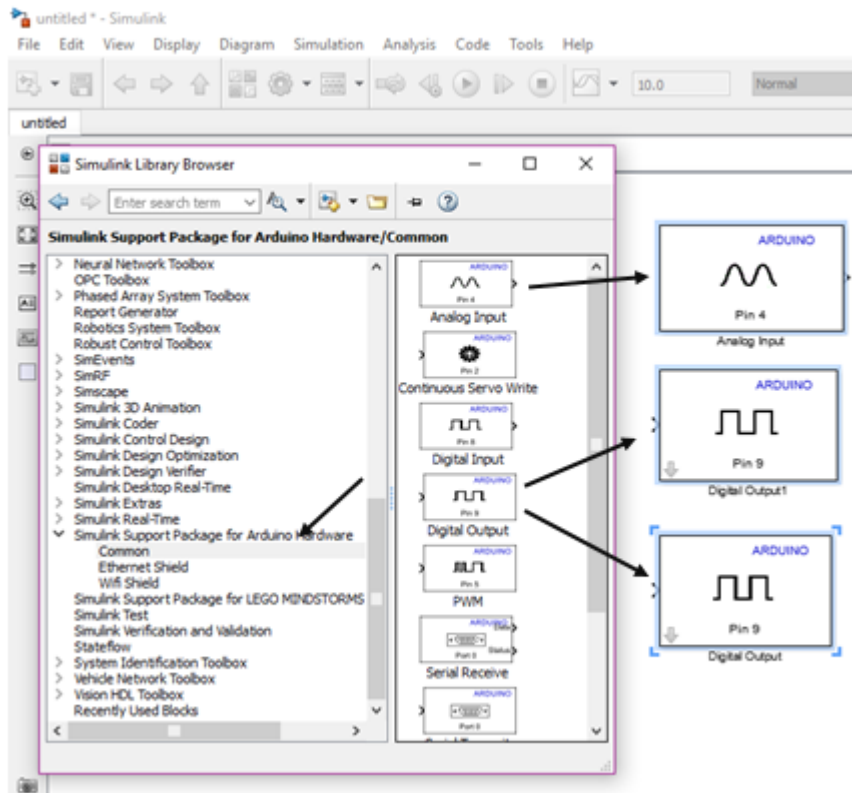 untitled * - Simulink
File Edit View Display Diagram Simulation Analysis Code Tools Help
10.0 Normal
untitled
Simulink Library Browser
Enter search term
Simulink Support Package for Arduino Hardware/Common
Neural Network Toolbox
OPC Toolbox
Phased Array System Toolbox
Report Generator
Robotics System Toolbox
Robust Control Toolbox
SimEvents
SimRF
Simscape
Simulink 3D Animation
Simulink Coder
Simulink Control Design
Simulink Design Optimization
Simulink Design Verifier
Simulink Desktop Real-Time
Simulink Extras
Simulink Real-Time
Simulink Support Package for Arduino Hardware
Common
Ethernet Shield
Wifi Shield
Simulink Support Package for LEGO MINDSTORMS
Simulink Test
Simulink Verification and Validation
Stateflow
System Identification Toolbox
Vehicle Network Toolbox
Vision HDL Toolbox
Recently Used Blocks
ARDUINO
Pin 4
Analog Input
ARDUINO
Pin 2
Continuous Servo Write
ARDUINO
Pin 8
Digital Input
ARDUINO
Pin 9
Digital Output
ARDUINO
Pin 5
PWM
ARDUINO
Data
Status
Port 0
Serial Receive
ARDUINO
Port 0
ARDUINO
Pin 4
Analog Input
ARDUINO
Pin 9
Digital Output1
ARDUINO
Pin 9
Digital Output